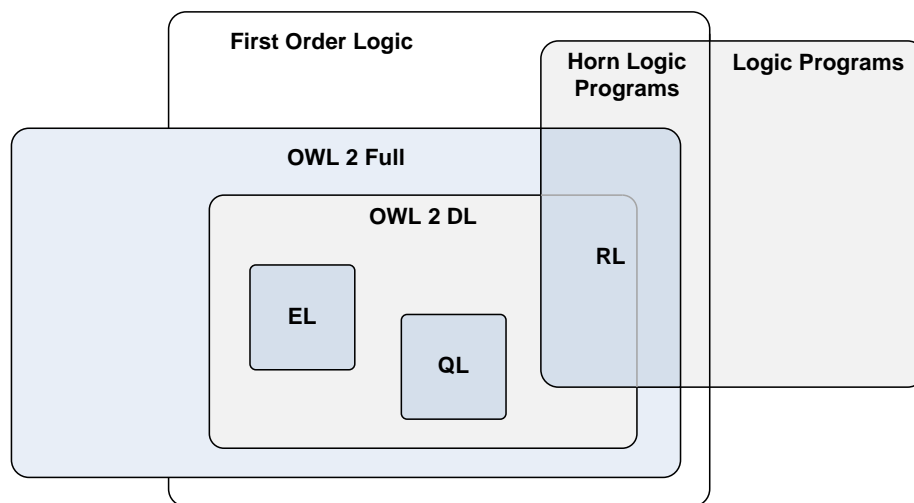 First Order Logic
Horn Logic
Programs
Logic Programs
OWL 2 Full
OWL 2 DL
RL
EL
QL